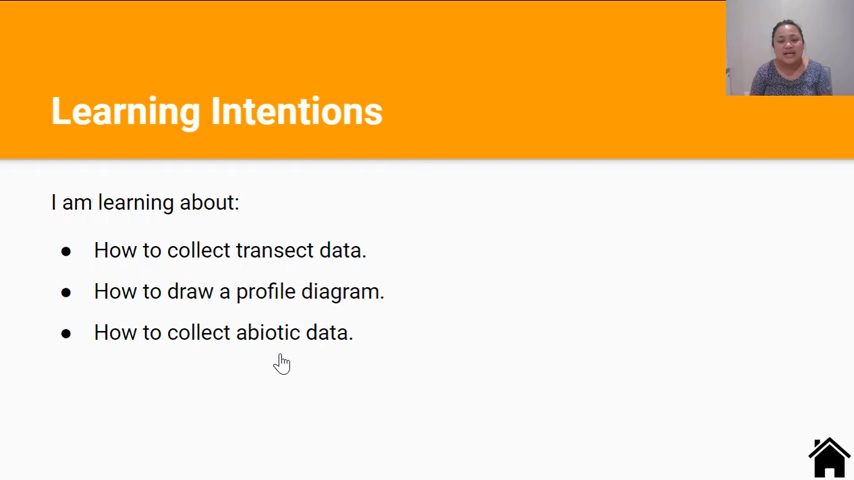 Learning Intentions
I am learning about:
● How to collect transect data.
● How to draw a profile diagram.
● How to collect abiotic data.